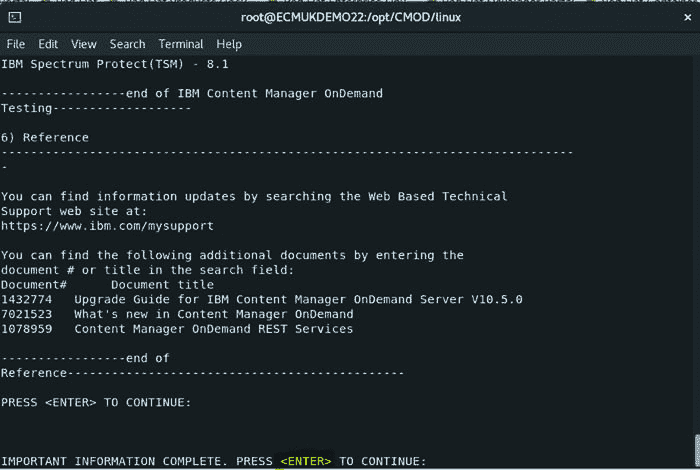 root@ECMUKDEMO22:/opt/CMOD/linux
File Edit View Search Terminal Help
IBM Spectrum Protect(TSM) - 8.1
-----------------end of IBM Content Manager OnDemand
Testing-------------------
6) Reference
------------------------------------------------------------------------------
-
You can find information updates by searching the Web Based Technical
Support web site at:
https://www.ibm.com/mysupport
You can find the following additional documents by entering the
document # or title in the search field:
Document#      Document title
1432774   Upgrade Guide for IBM Content Manager OnDemand Server V10.5.0
7021523   What's new in Content Manager OnDemand
1078959   Content Manager OnDemand REST Services
-----------------end of
Reference----------------------------------------------
PRESS <ENTER> TO CONTINUE:
IMPORTANT INFORMATION COMPLETE. PRESS <ENTER> TO CONTINUE: